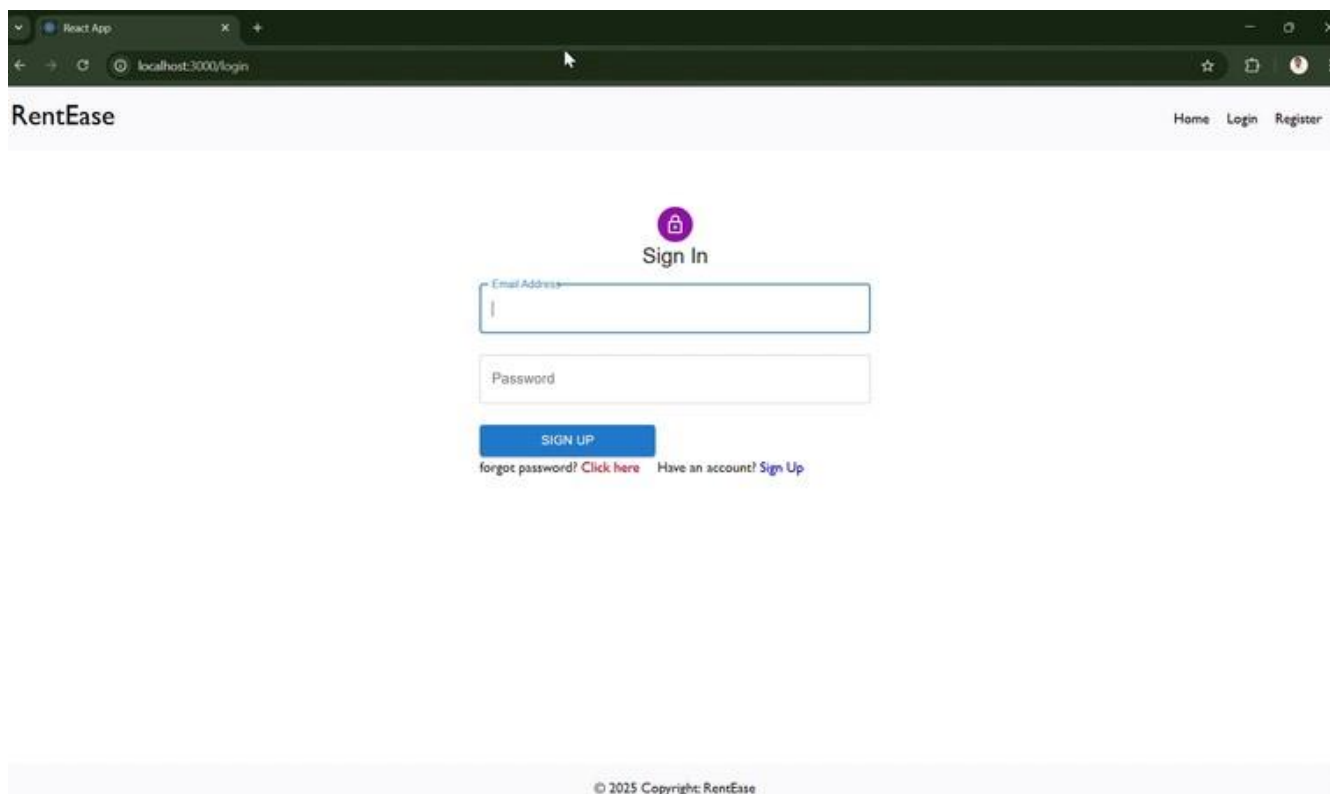 React App
localhost:3000/login
RentEase
Home Login Register
Sign In
Email Address
Password
SIGN UP
forgot password? Click here Have an account? Sign Up
© 2025 Copyright: RentEase